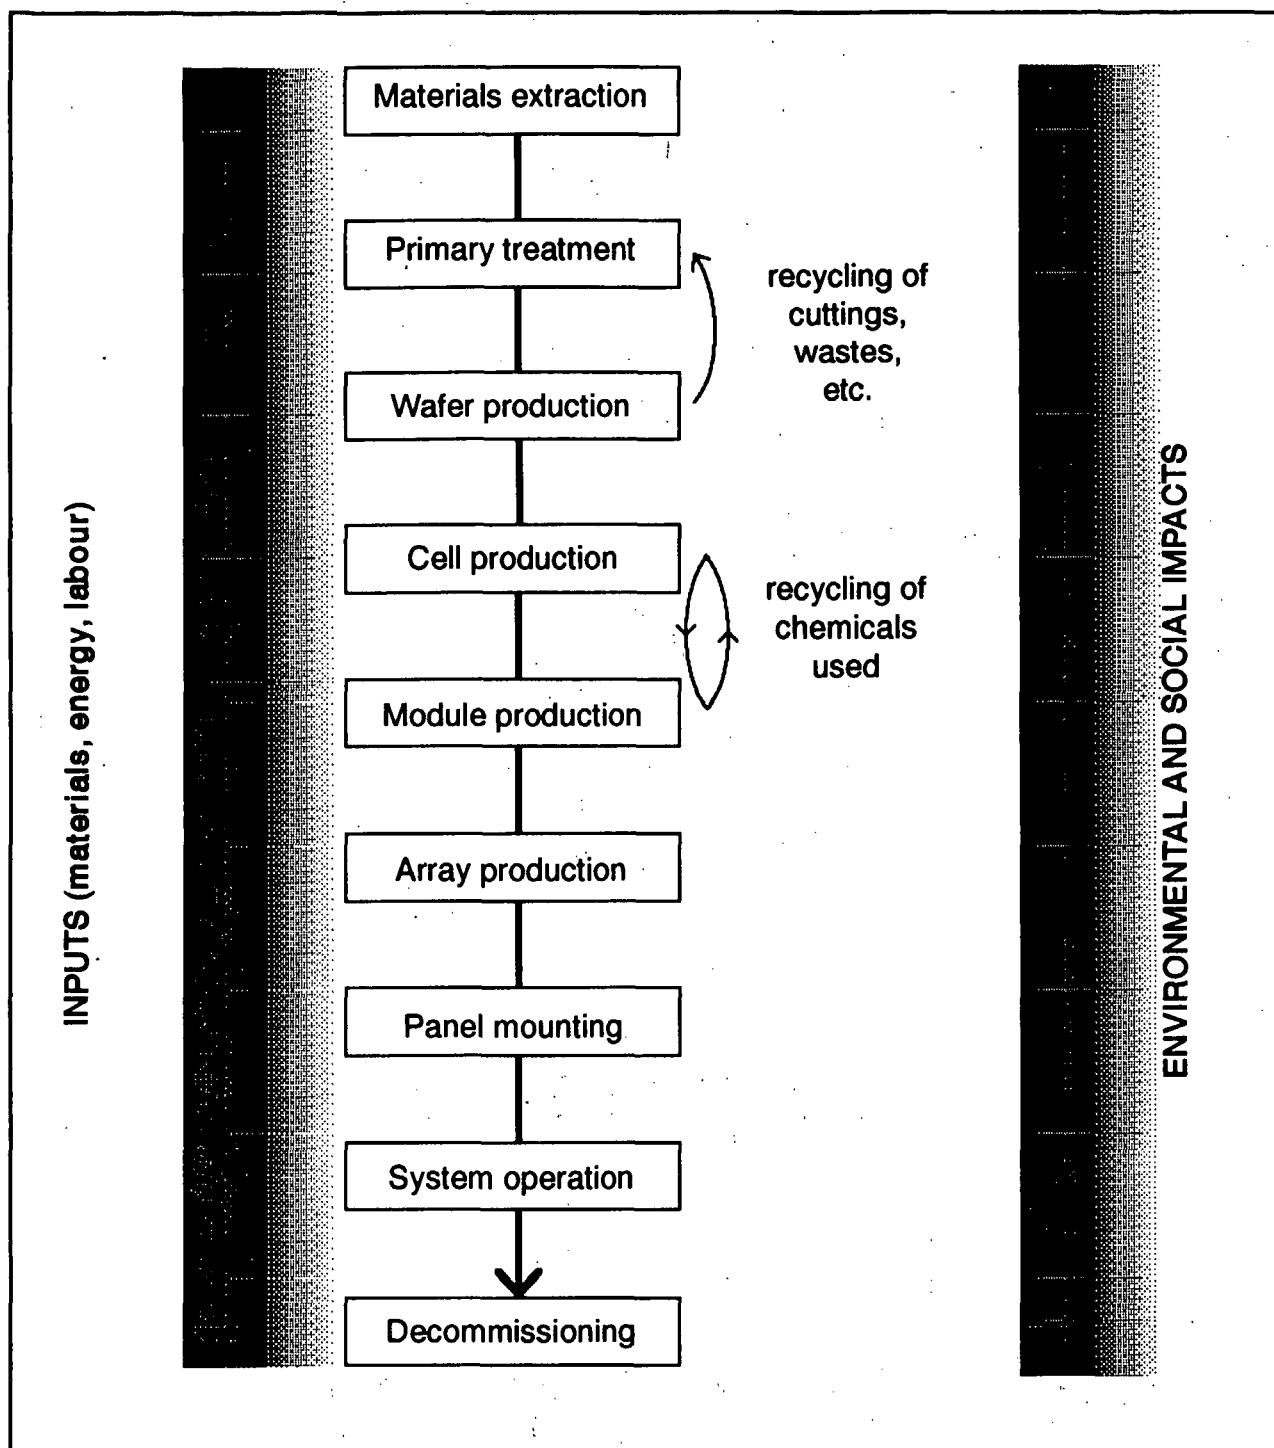 Materials extraction
Primary treatment
recycling of
cuttings,
wastes,
etc.
Wafer production
Cell production
recycling of
chemicals
used
Module production
Array production
Panel mounting
System operation
Decommissioning
INPUTS (materials, energy, labour)
ENVIRONMENTAL AND SOCIAL IMPACTS